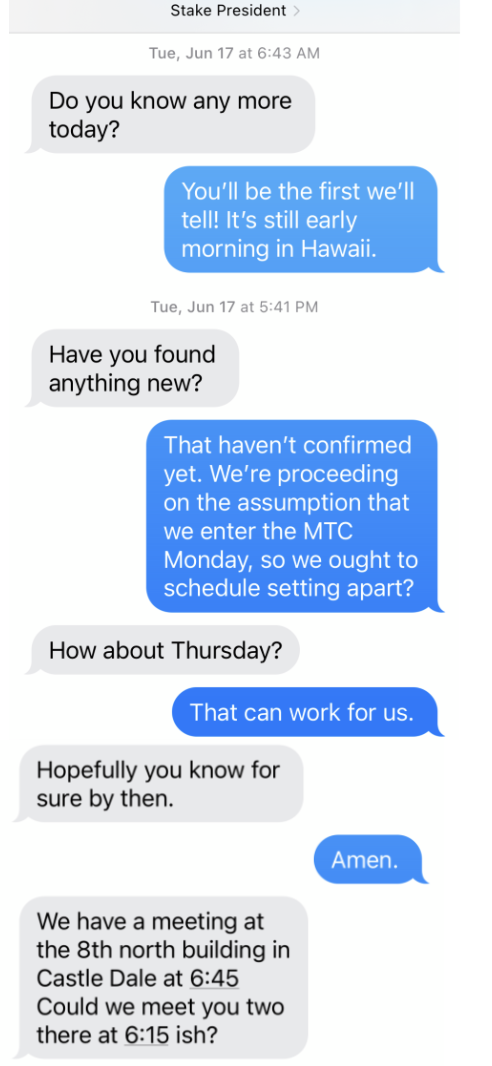 Stake President >
Tue, Jun 17 at 6:43 AM
Do you know any more
today?
You'll be the first we'll
tell! It's still early
morning in Hawaii.
Tue, Jun 17 at 5:41 PM
Have you found
anything new?
That haven't confirmed
yet. We're proceeding
on the assumption that
we enter the MTC
Monday, so we ought to
schedule setting apart?
How about Thursday?
That can work for us.
Hopefully you know for
sure by then.
Amen.
We have a meeting at
the 8th north building in
Castle Dale at 6:45
Could we meet you two
there at 6:15 ish?